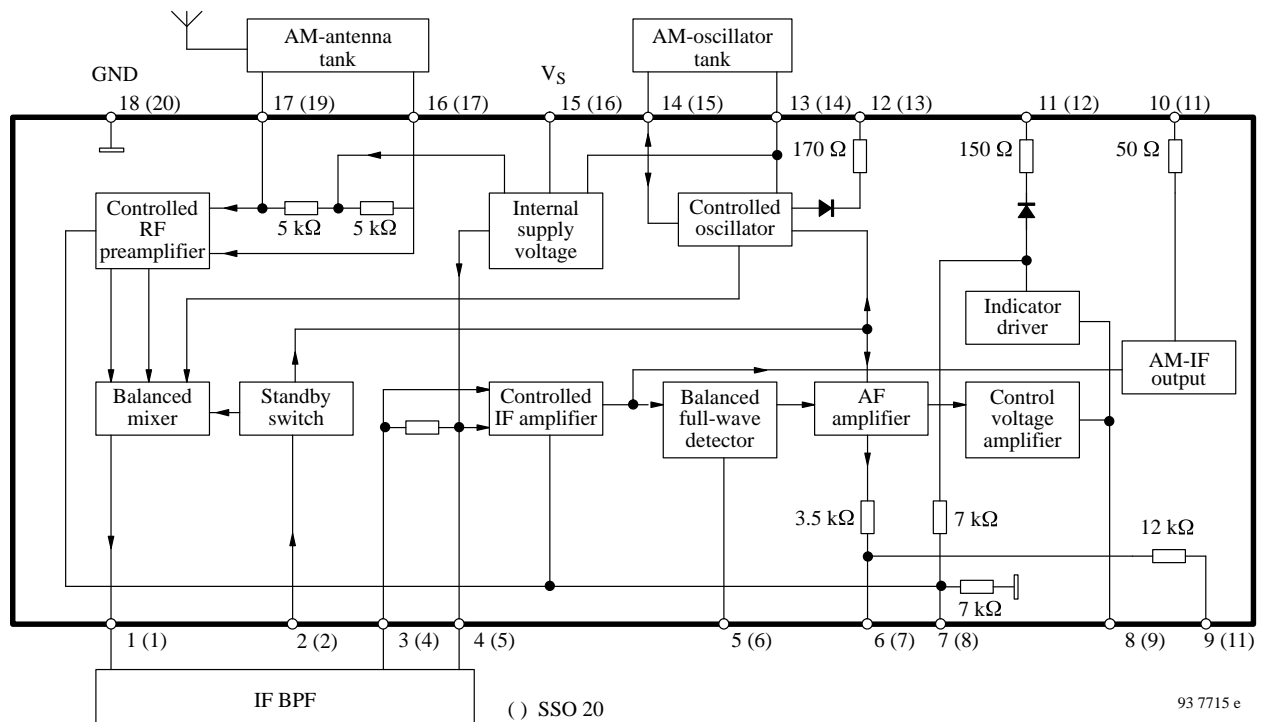 AM-antenna
tank
AM-oscillator
tank
GND
VS
18 (20)
17 (19)
16 (17)
15 (16)
14 (15)
13 (14)
12 (13)
11 (12)
10 (11)
170 Ω
150 Ω
50 Ω
Controlled
RF
preamplifier
5 kΩ
5 kΩ
Internal
supply
voltage
Controlled
oscillator
Indicator
driver
AM-IF
output
Balanced
mixer
Standby
switch
Controlled
IF amplifier
Balanced
full-wave
detector
AF
amplifier
Control
voltage
amplifier
3.5 kΩ
7 kΩ
12 kΩ
7 kΩ
1 (1)
2 (2)
3 (4)
4 (5)
5 (6)
6 (7)
7 (8)
8 (9)
9 (11)
IF BPF
( ) SSO 20
93 7715 e